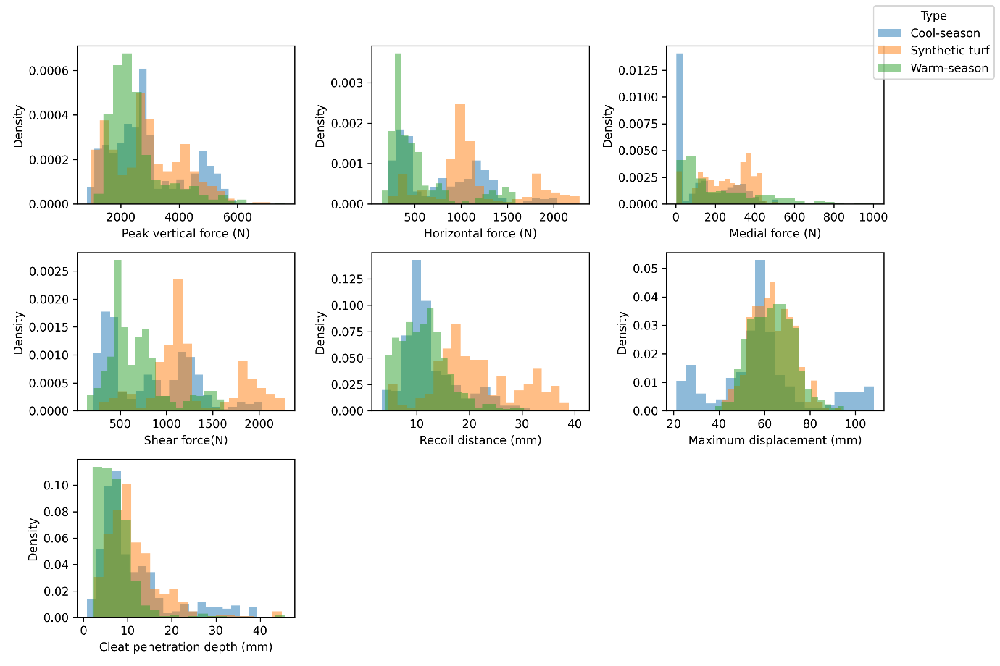 Type
Cool-season
Synthetic turf
Warm-season
Density
0.0006
0.0004
0.0002
0.0000
2000 4000 6000
Peak vertical force (N)
Density
0.003
0.002
0.001
0.000
500 1000 1500 2000
Horizontal force (N)
Density
0.0125
0.0100
0.0075
0.0050
0.0025
0.0000
0 200 400 600 800 1000
Medial force (N)
Density
0.0025
0.0020
0.0015
0.0010
0.0005
0.0000
500 1000 1500 2000
Shear force(N)
Density
0.125
0.100
0.075
0.050
0.025
0.000
10 20 30 40
Recoil distance (mm)
Density
0.05
0.04
0.03
0.02
0.01
0.00
20 40 60 80 100
Maximum displacement (mm)
Density
0.10
0.08
0.06
0.04
0.02
0.00
0 10 20 30 40
Cleat penetration depth (mm)